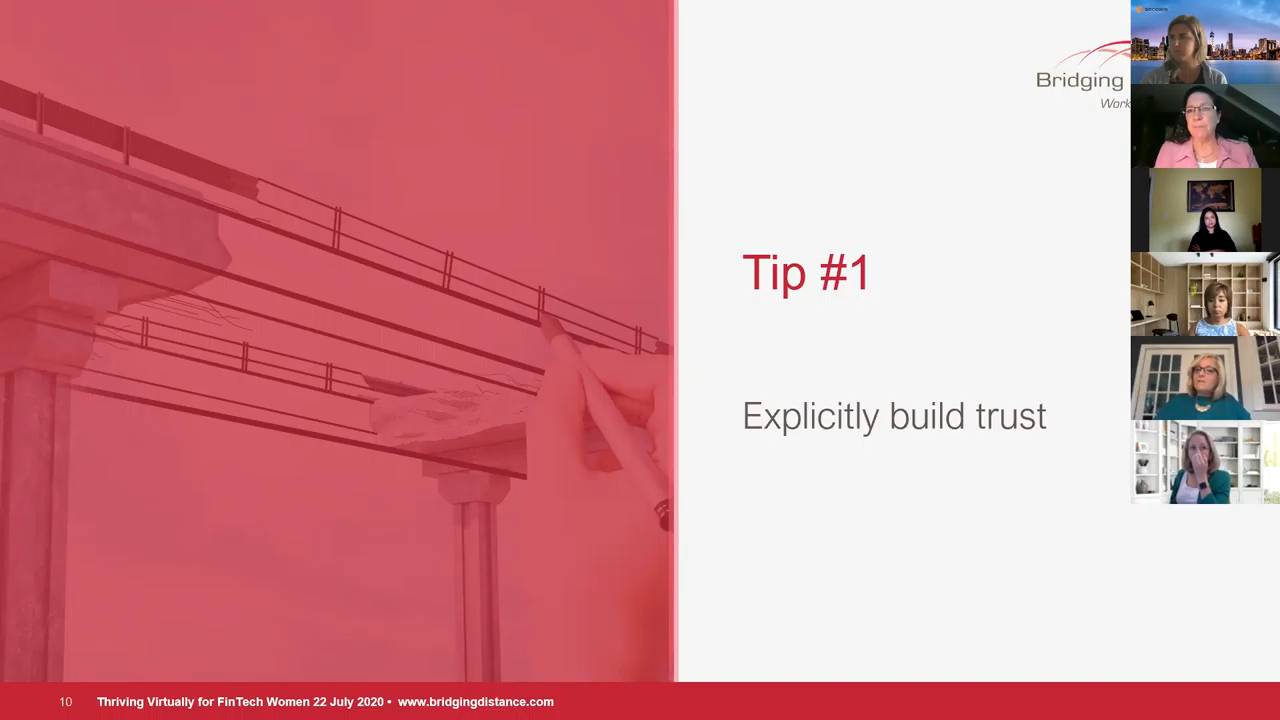 Bridging
Work
Tip #1
Explicitly build trust
10 Thriving Virtually for FinTech Women 22 July 2020 • www.bridgingdistance.com